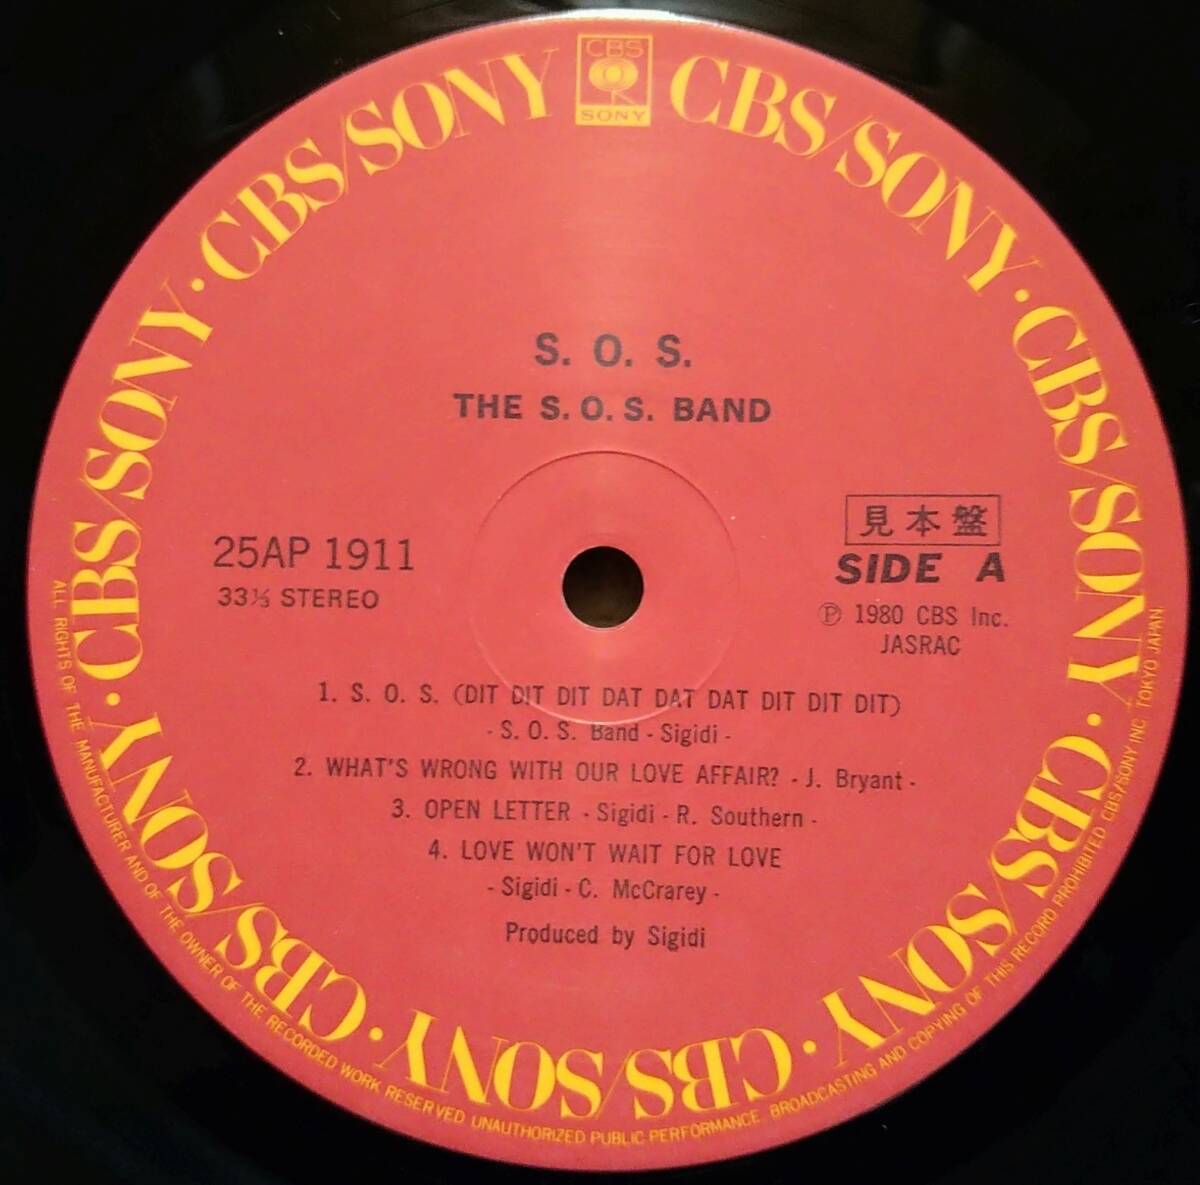 CBS
SONY
CBS/SONY · CBS/SONY · CBS/SONY · CBS/SONY · CBS/SONY · CBS/SONY · CBS/SONY · CBS/SONY
S. O. S.
THE S. O. S. BAND
見本盤
25AP 1911
SIDE A
33⅓ STEREO
Ⓟ 1980 CBS Inc.
JASRAC
1. S. O. S. (DIT DIT DIT DAT DAT DAT DIT DIT DIT)
- S. O. S. Band - Sigidi -
2. WHAT'S WRONG WITH OUR LOVE AFFAIR? - J. Bryant -
3. OPEN LETTER - Sigidi - R. Southern -
4. LOVE WON'T WAIT FOR LOVE
- Sigidi - C. McCrarey -
Produced by Sigidi
ALL RIGHTS OF THE MANUFACTURER AND OF THE OWNER OF THE RECORDED WORK RESERVED. UNAUTHORIZED PUBLIC PERFORMANCE. BROADCASTING AND COPYING OF THIS RECORD PROHIBITED CBS/SONY INC. TOKYO JAPAN